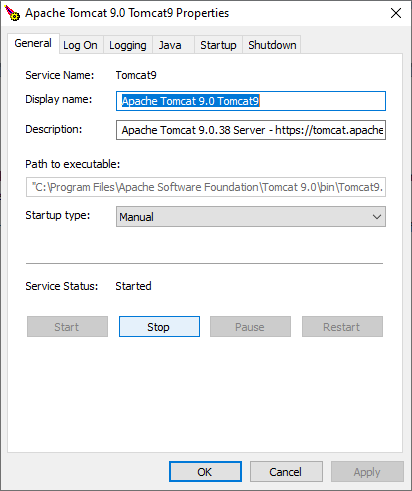 Apache Tomcat 9.0 Tomcat9 Properties
General Log On Logging Java Startup Shutdown
Service Name: Tomcat9
Display name: Apache Tomcat 9.0 Tomcat9
Description: Apache Tomcat 9.0.38 Server - https://tomcat.apache
Path to executable:
"C:\Program Files\Apache Software Foundation\Tomcat 9.0\bin\Tomcat9.
Startup type: Manual
Service Status: Started
Start Stop Pause Restart
OK Cancel Apply